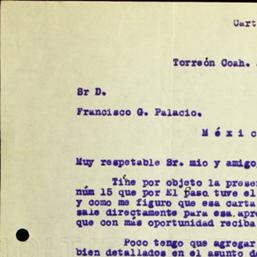 Cart
Torreón Coah.
Sr D.
Francisco G. Palacio.
Méxic
Muy respetable Sr. mio y amigo,
Tiñe por objeto la presen
núm 15 que por El paso, tuve el
y como me figuro que esa carta
sale directamente para esa, apro
que con más oportunidad reciba
Poco tengo que agregar
bien detallados en el asunto de